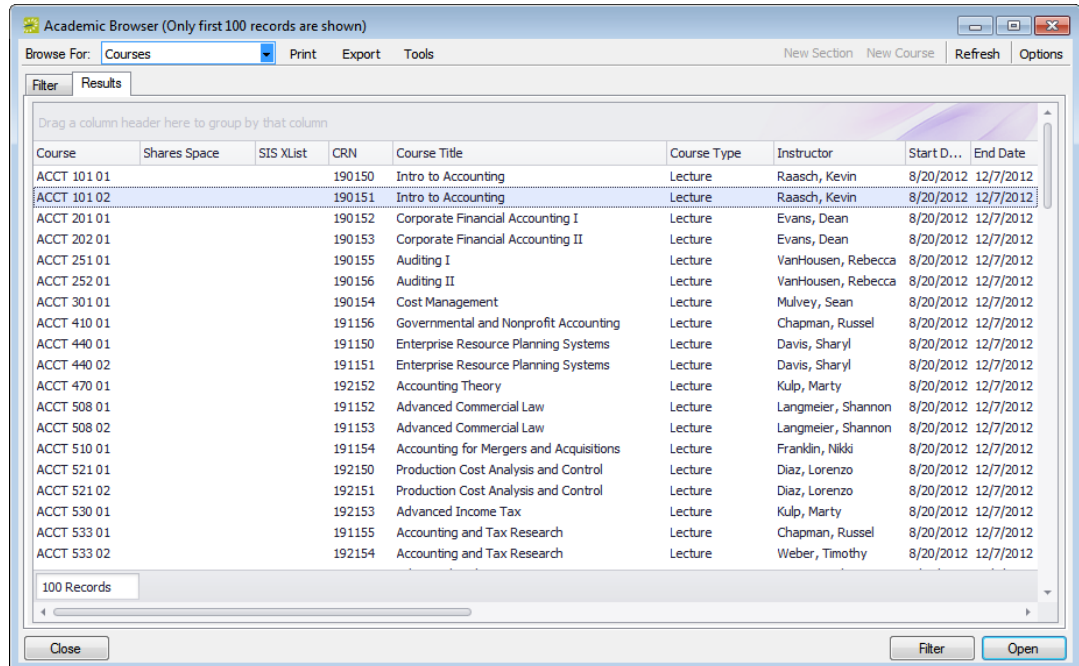 Academic Browser (Only first 100 records are shown)
Browse For: Courses Print Export Tools New Section New Course Refresh Options
Filter Results
Drag a column header here to group by that column
Course Shares Space SIS XList CRN Course Title Course Type Instructor Start D... End Date
ACCT 101 01 190150 Intro to Accounting Lecture Raasch, Kevin 8/20/2012 12/7/2012
ACCT 101 02 190151 Intro to Accounting Lecture Raasch, Kevin 8/20/2012 12/7/2012
ACCT 201 01 190152 Corporate Financial Accounting I Lecture Evans, Dean 8/20/2012 12/7/2012
ACCT 202 01 190153 Corporate Financial Accounting II Lecture Evans, Dean 8/20/2012 12/7/2012
ACCT 251 01 190155 Auditing I Lecture VanHousen, Rebecca 8/20/2012 12/7/2012
ACCT 252 01 190156 Auditing II Lecture VanHousen, Rebecca 8/20/2012 12/7/2012
ACCT 301 01 190154 Cost Management Lecture Mulvey, Sean 8/20/2012 12/7/2012
ACCT 410 01 191156 Governmental and Nonprofit Accounting Lecture Chapman, Russel 8/20/2012 12/7/2012
ACCT 440 01 191150 Enterprise Resource Planning Systems Lecture Davis, Sharyl 8/20/2012 12/7/2012
ACCT 440 02 191151 Enterprise Resource Planning Systems Lecture Davis, Sharyl 8/20/2012 12/7/2012
ACCT 470 01 192152 Accounting Theory Lecture Kulp, Marty 8/20/2012 12/7/2012
ACCT 508 01 191152 Advanced Commercial Law Lecture Langmeier, Shannon 8/20/2012 12/7/2012
ACCT 508 02 191153 Advanced Commercial Law Lecture Langmeier, Shannon 8/20/2012 12/7/2012
ACCT 510 01 191154 Accounting for Mergers and Acquisitions Lecture Franklin, Nikki 8/20/2012 12/7/2012
ACCT 521 01 192150 Production Cost Analysis and Control Lecture Diaz, Lorenzo 8/20/2012 12/7/2012
ACCT 521 02 192151 Production Cost Analysis and Control Lecture Diaz, Lorenzo 8/20/2012 12/7/2012
ACCT 530 01 192153 Advanced Income Tax Lecture Kulp, Marty 8/20/2012 12/7/2012
ACCT 533 01 191155 Accounting and Tax Research Lecture Chapman, Russel 8/20/2012 12/7/2012
ACCT 533 02 192154 Accounting and Tax Research Lecture Weber, Timothy 8/20/2012 12/7/2012
100 Records
Close Filter Open